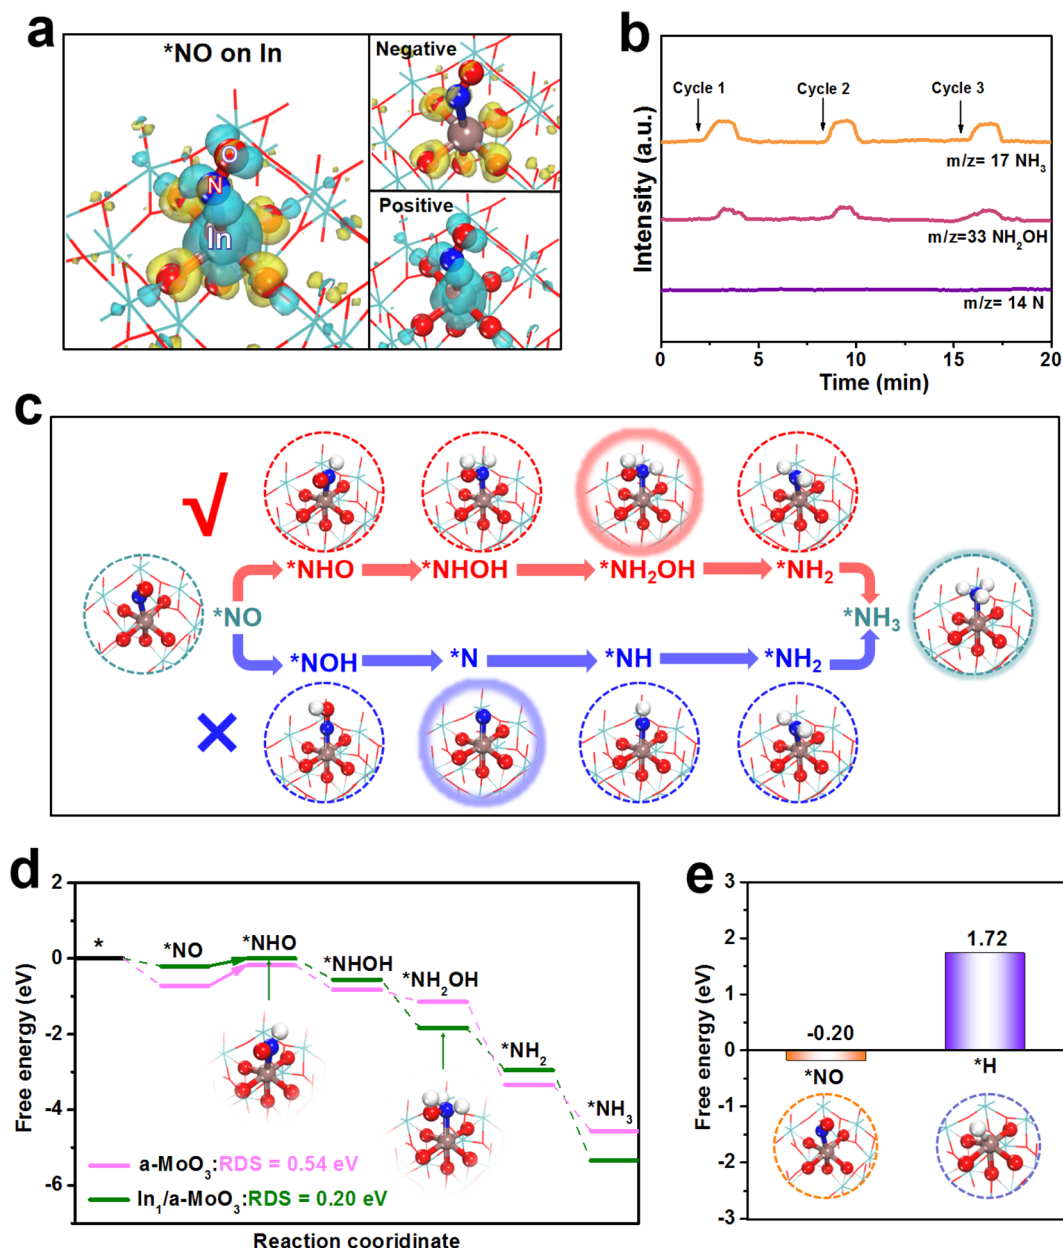 a
*NO on In
O
N
In
Negative
Positive
b
Intensity (a.u.)
Cycle 1
Cycle 2
Cycle 3
m/z= 17 NH₃
m/z=33 NH₂OH
m/z= 14 N
0
5
10
15
20
Time (min)
c
√
*NHO
*NHOH
*NH₂OH
*NH₂
*NO
*NH₃
*NOH
*N
*NH
*NH₂
×
d
Free energy (eV)
2
0
-2
-4
-6
*
*NO
*NHO
*NHOH
*NH₂OH
*NH₂
*NH₃
a-MoO₃:RDS = 0.54 eV
In₁/a-MoO₃:RDS = 0.20 eV
Reaction cooridinate
e
Free energy (eV)
3
2
1
0
-1
-2
-3
-0.20
*NO
1.72
*H